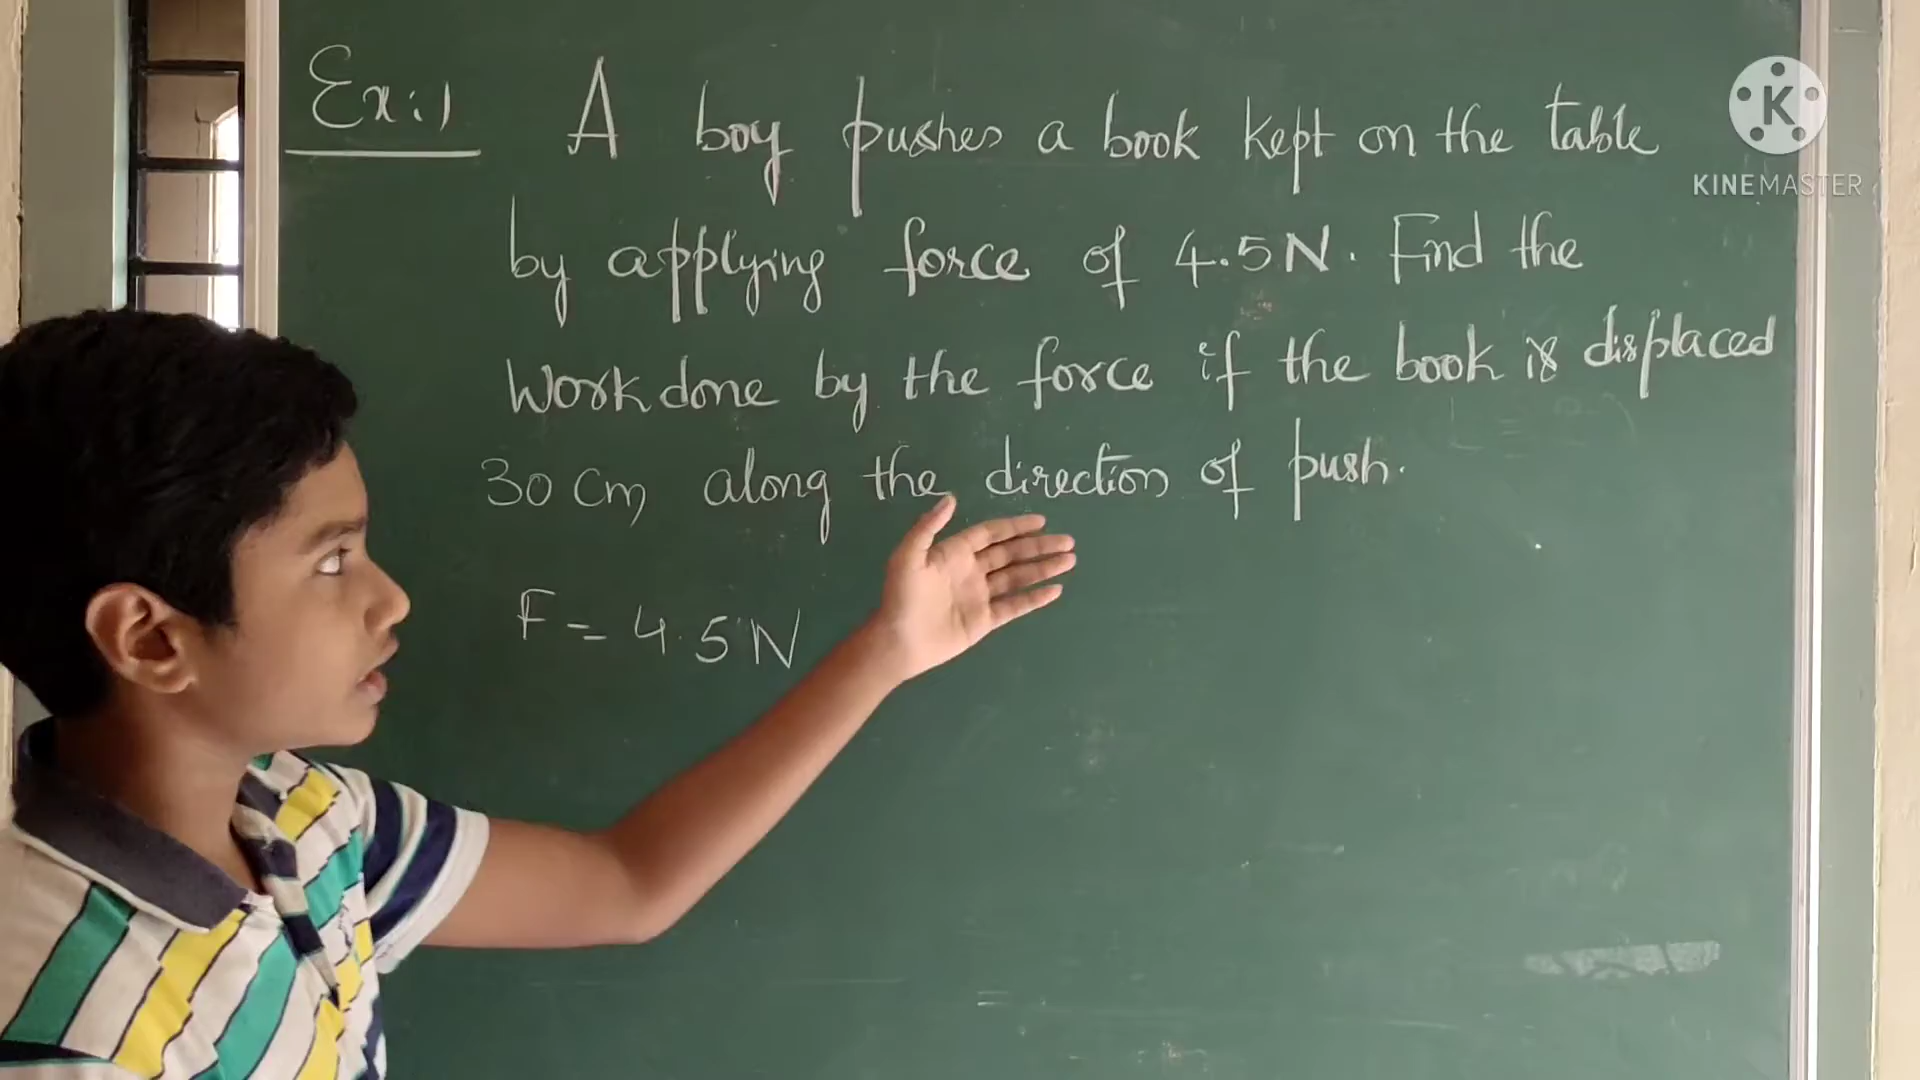 Ex:1 A boy pushes a book kept on the table
by applying force of 4.5N. Find the
Work done by the force if the book is displaced
30 cm along the direction of push.
F = 4.5N
K
KINEMASTER